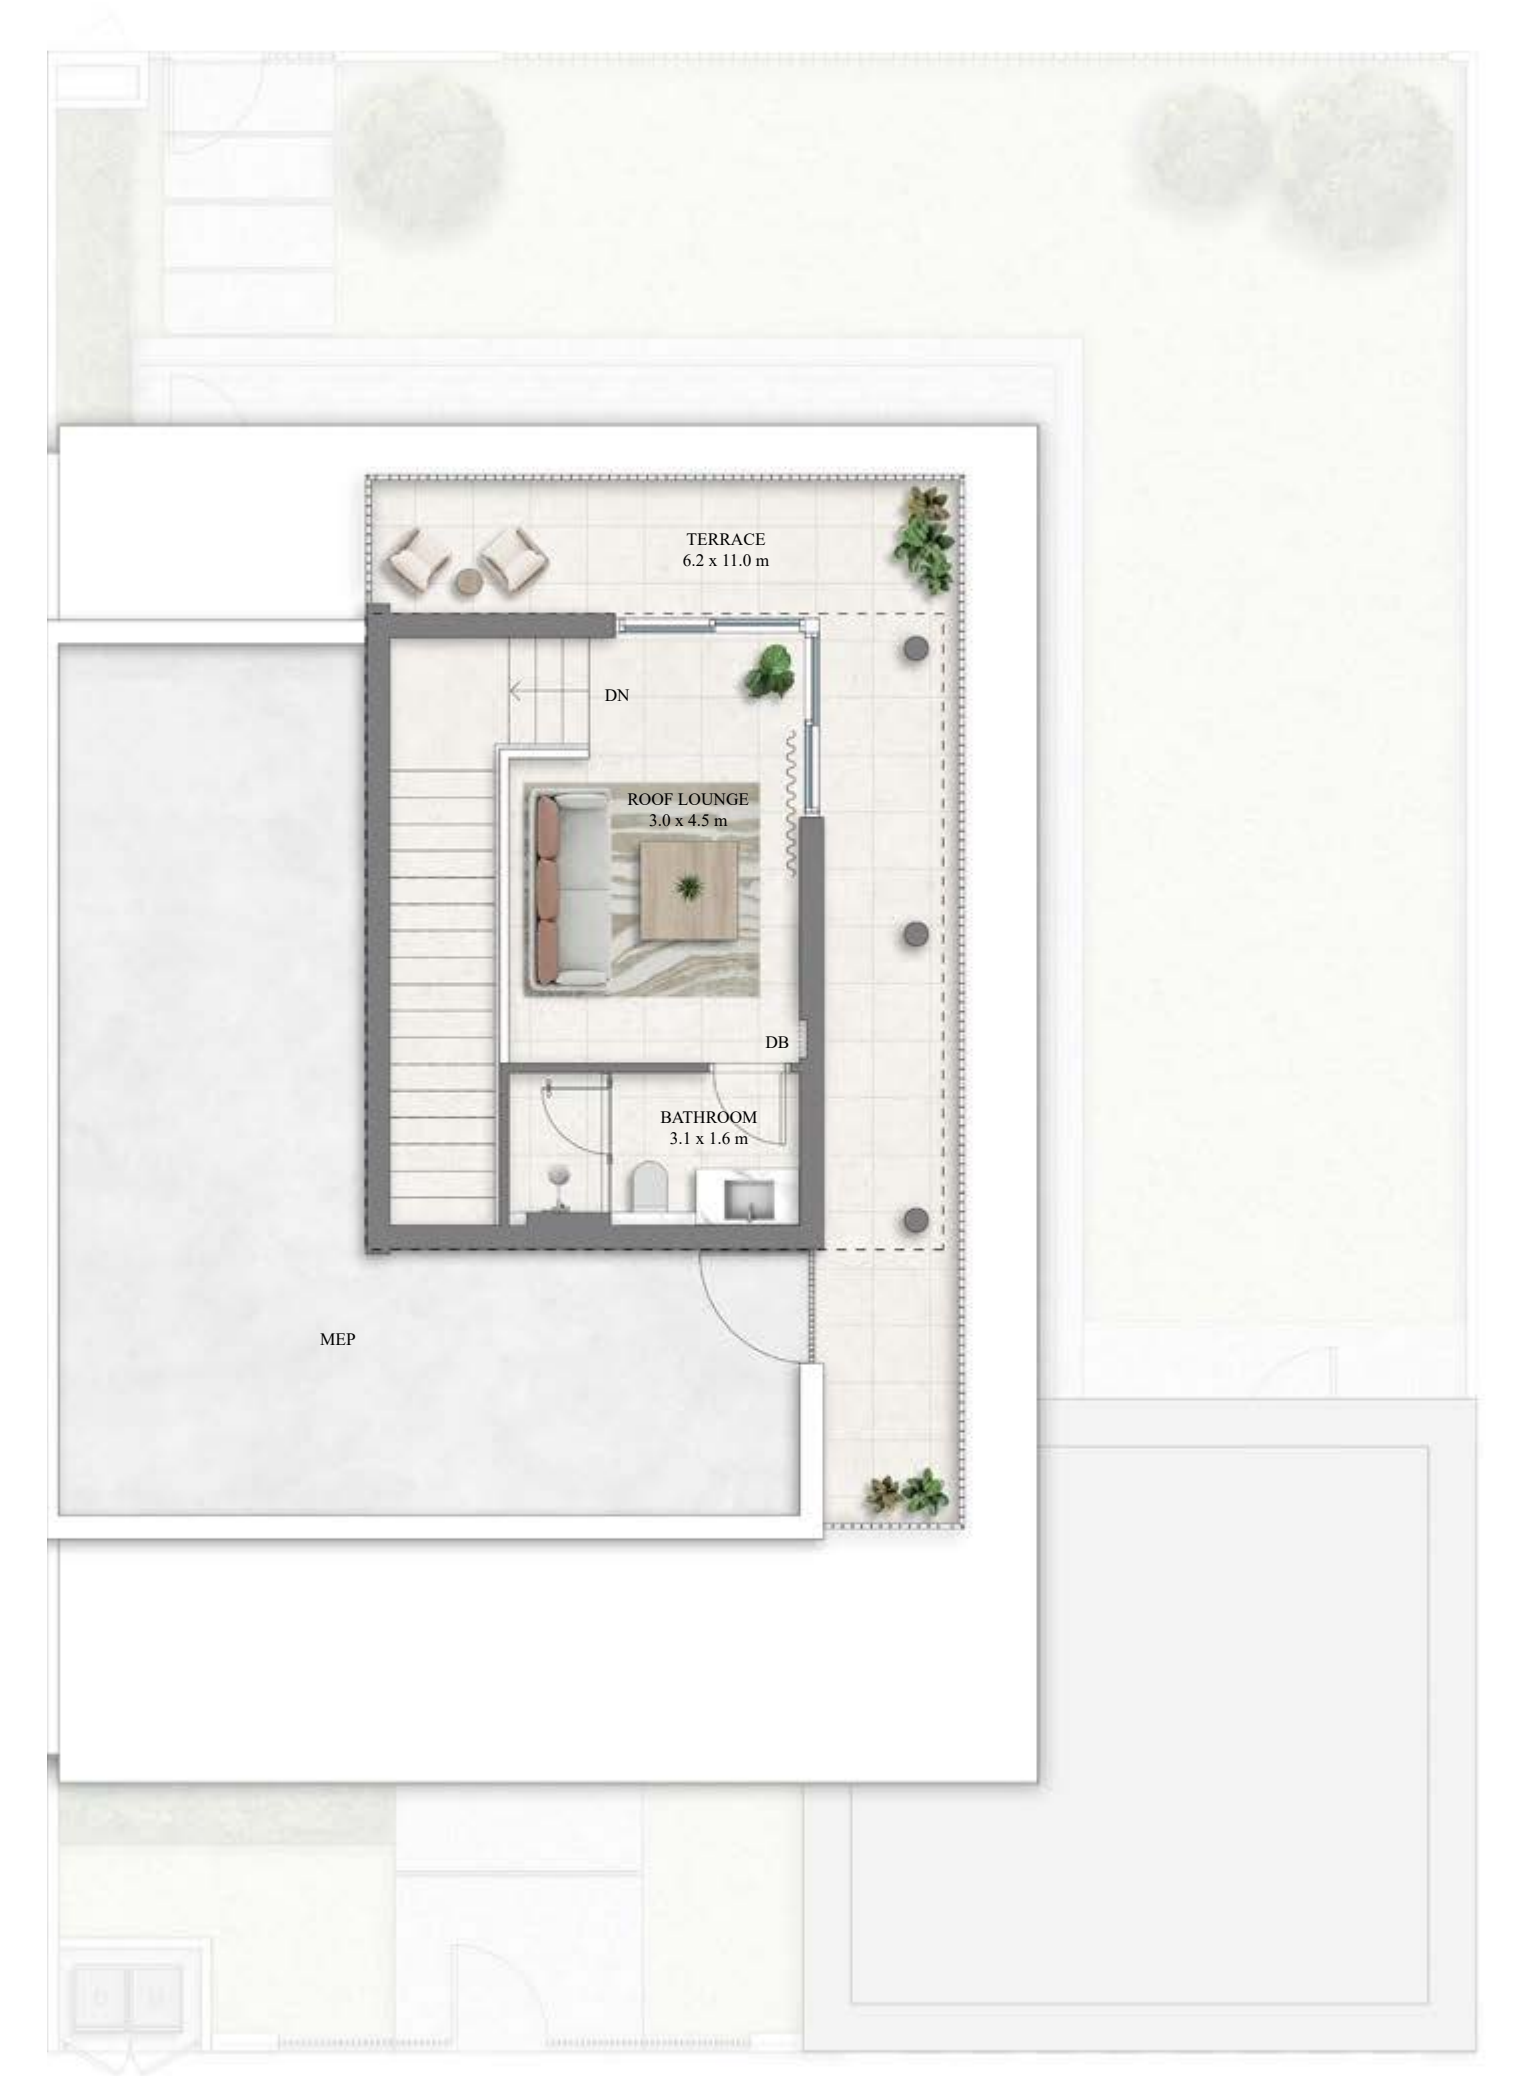 TERRACE
6.2 x 11.0 m
DN
ROOF LOUNGE
3.0 x 4.5 m
DB
BATHROOM
3.1 x 1.6 m
MEP